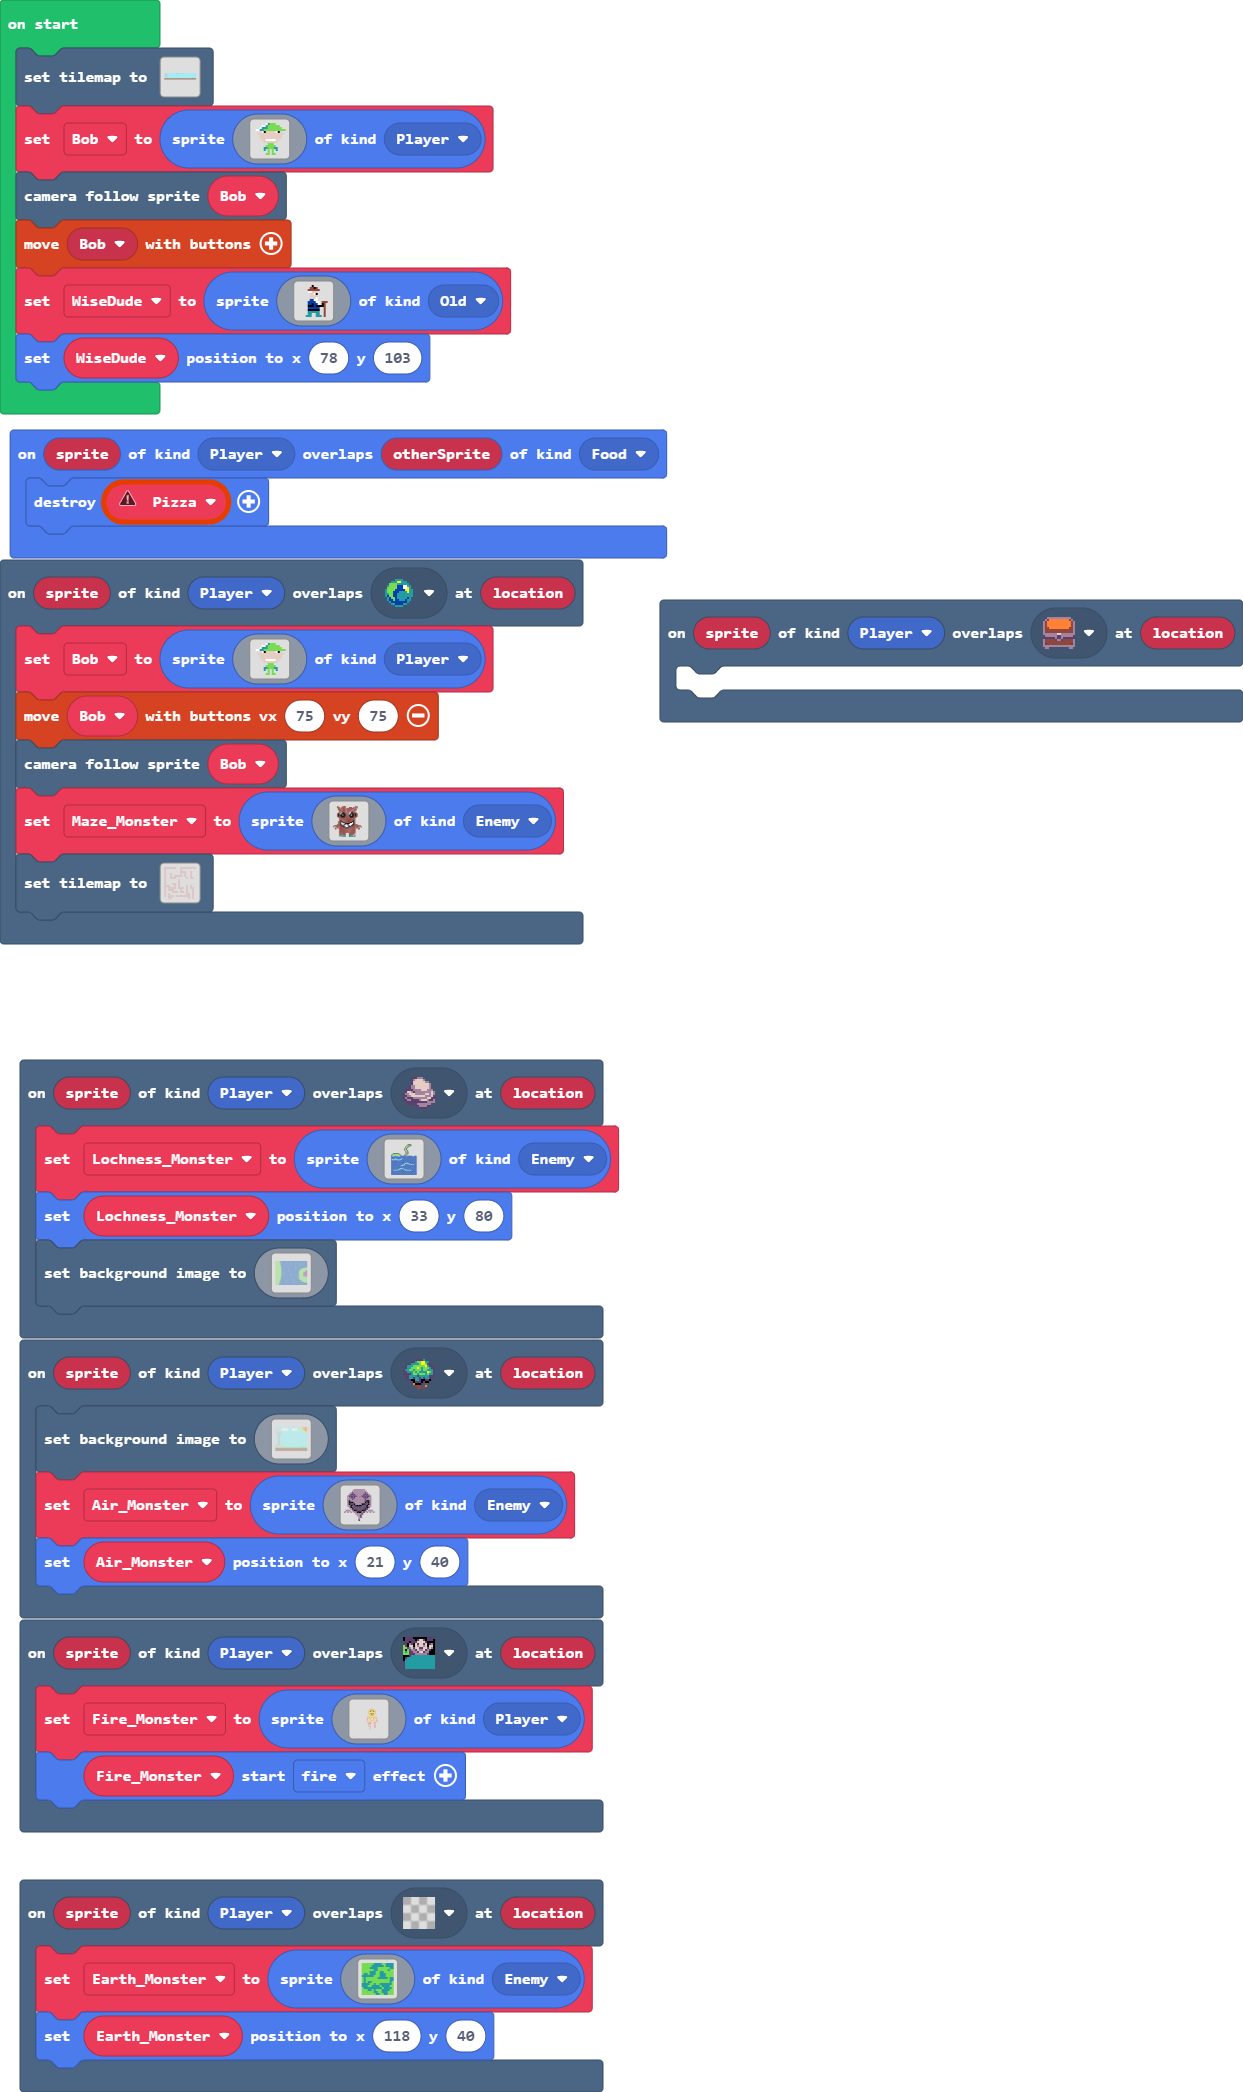 on start
set tilemap to
set Bob to sprite of kind Player
camera follow sprite Bob
move Bob with buttons
set WiseDude to sprite of kind Old
set WiseDude position to x 78 y 103
on sprite of kind Player overlaps otherSprite of kind Food
destroy Pizza
on sprite of kind Player overlaps at location
set Bob to sprite of kind Player
move Bob with buttons vx 75 vy 75
camera follow sprite Bob
set Maze_Monster to sprite of kind Enemy
set tilemap to
on sprite of kind Player overlaps at location
on sprite of kind Player overlaps at location
set Lochness_Monster to sprite of kind Enemy
set Lochness_Monster position to x 33 y 80
set background image to
on sprite of kind Player overlaps at location
set background image to
set Air_Monster to sprite of kind Enemy
set Air_Monster position to x 21 y 40
on sprite of kind Player overlaps at location
set Fire_Monster to sprite of kind Player
Fire_Monster start fire effect
on sprite of kind Player overlaps at location
set Earth_Monster to sprite of kind Enemy
set Earth_Monster position to x 118 y 40